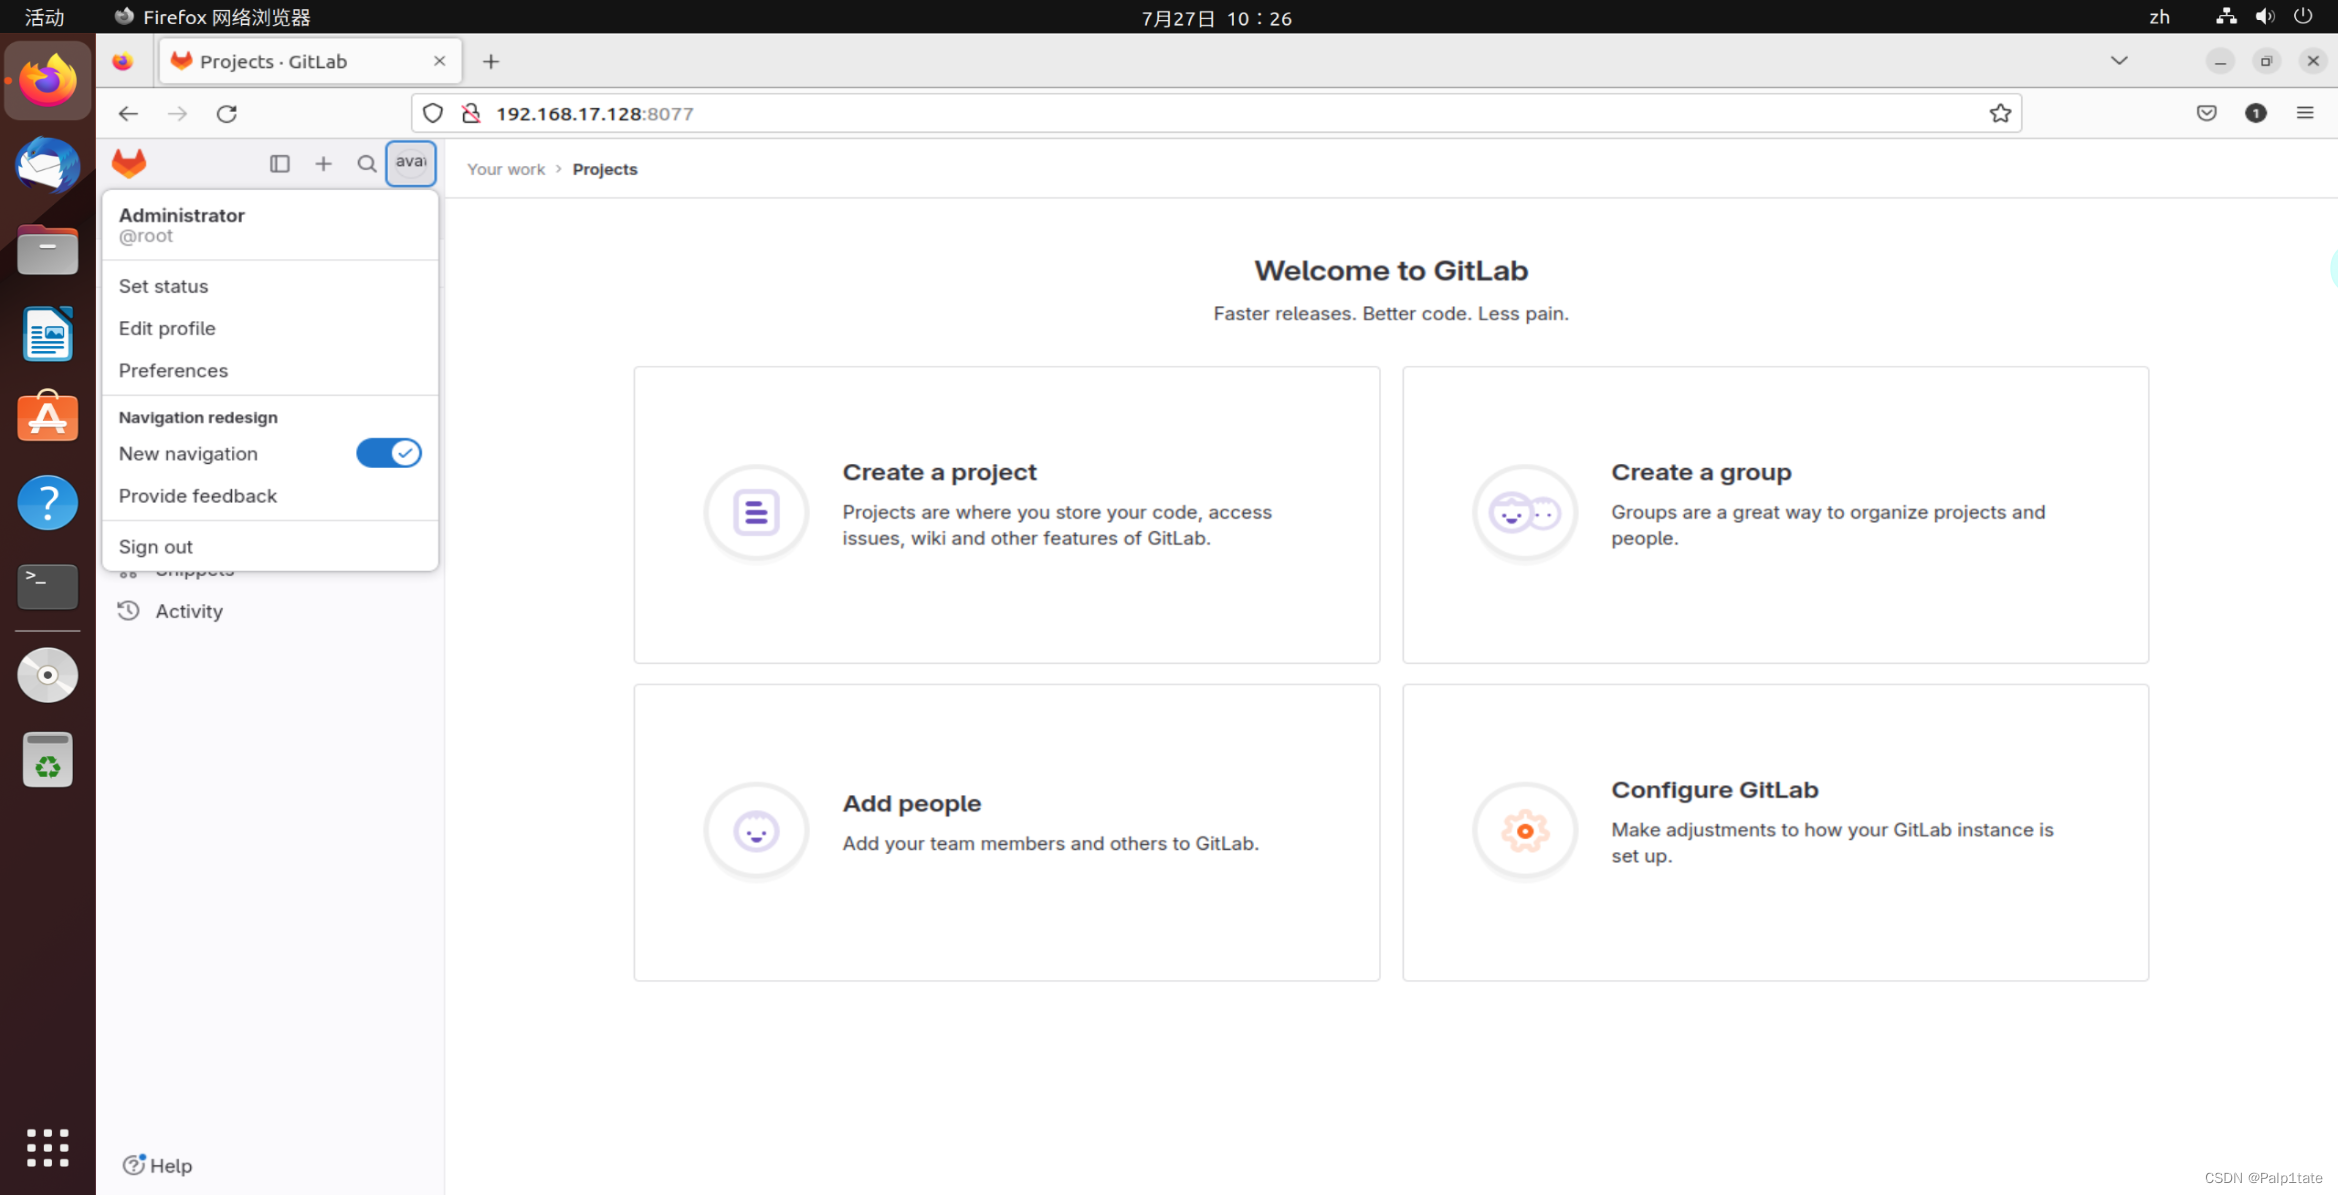 活动
Firefox 网络浏览器
7月27日 10：26
zh
Projects · GitLab
192.168.17.128:8077
1
Your work › Projects
Administrator
@root
Set status
Edit profile
Preferences
Navigation redesign
New navigation
Provide feedback
Sign out
Snippets
Activity
Help
Welcome to GitLab
Faster releases. Better code. Less pain.
Create a project
Projects are where you store your code, access
issues, wiki and other features of GitLab.
Create a group
Groups are a great way to organize projects and
people.
Add people
Add your team members and others to GitLab.
Configure GitLab
Make adjustments to how your GitLab instance is
set up.
CSDN @Palp1tate